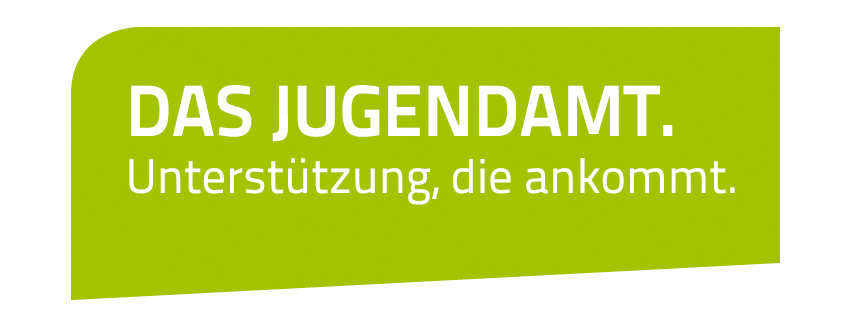 DAS JUGENDAMT.
Unterstützung, die ankommt.